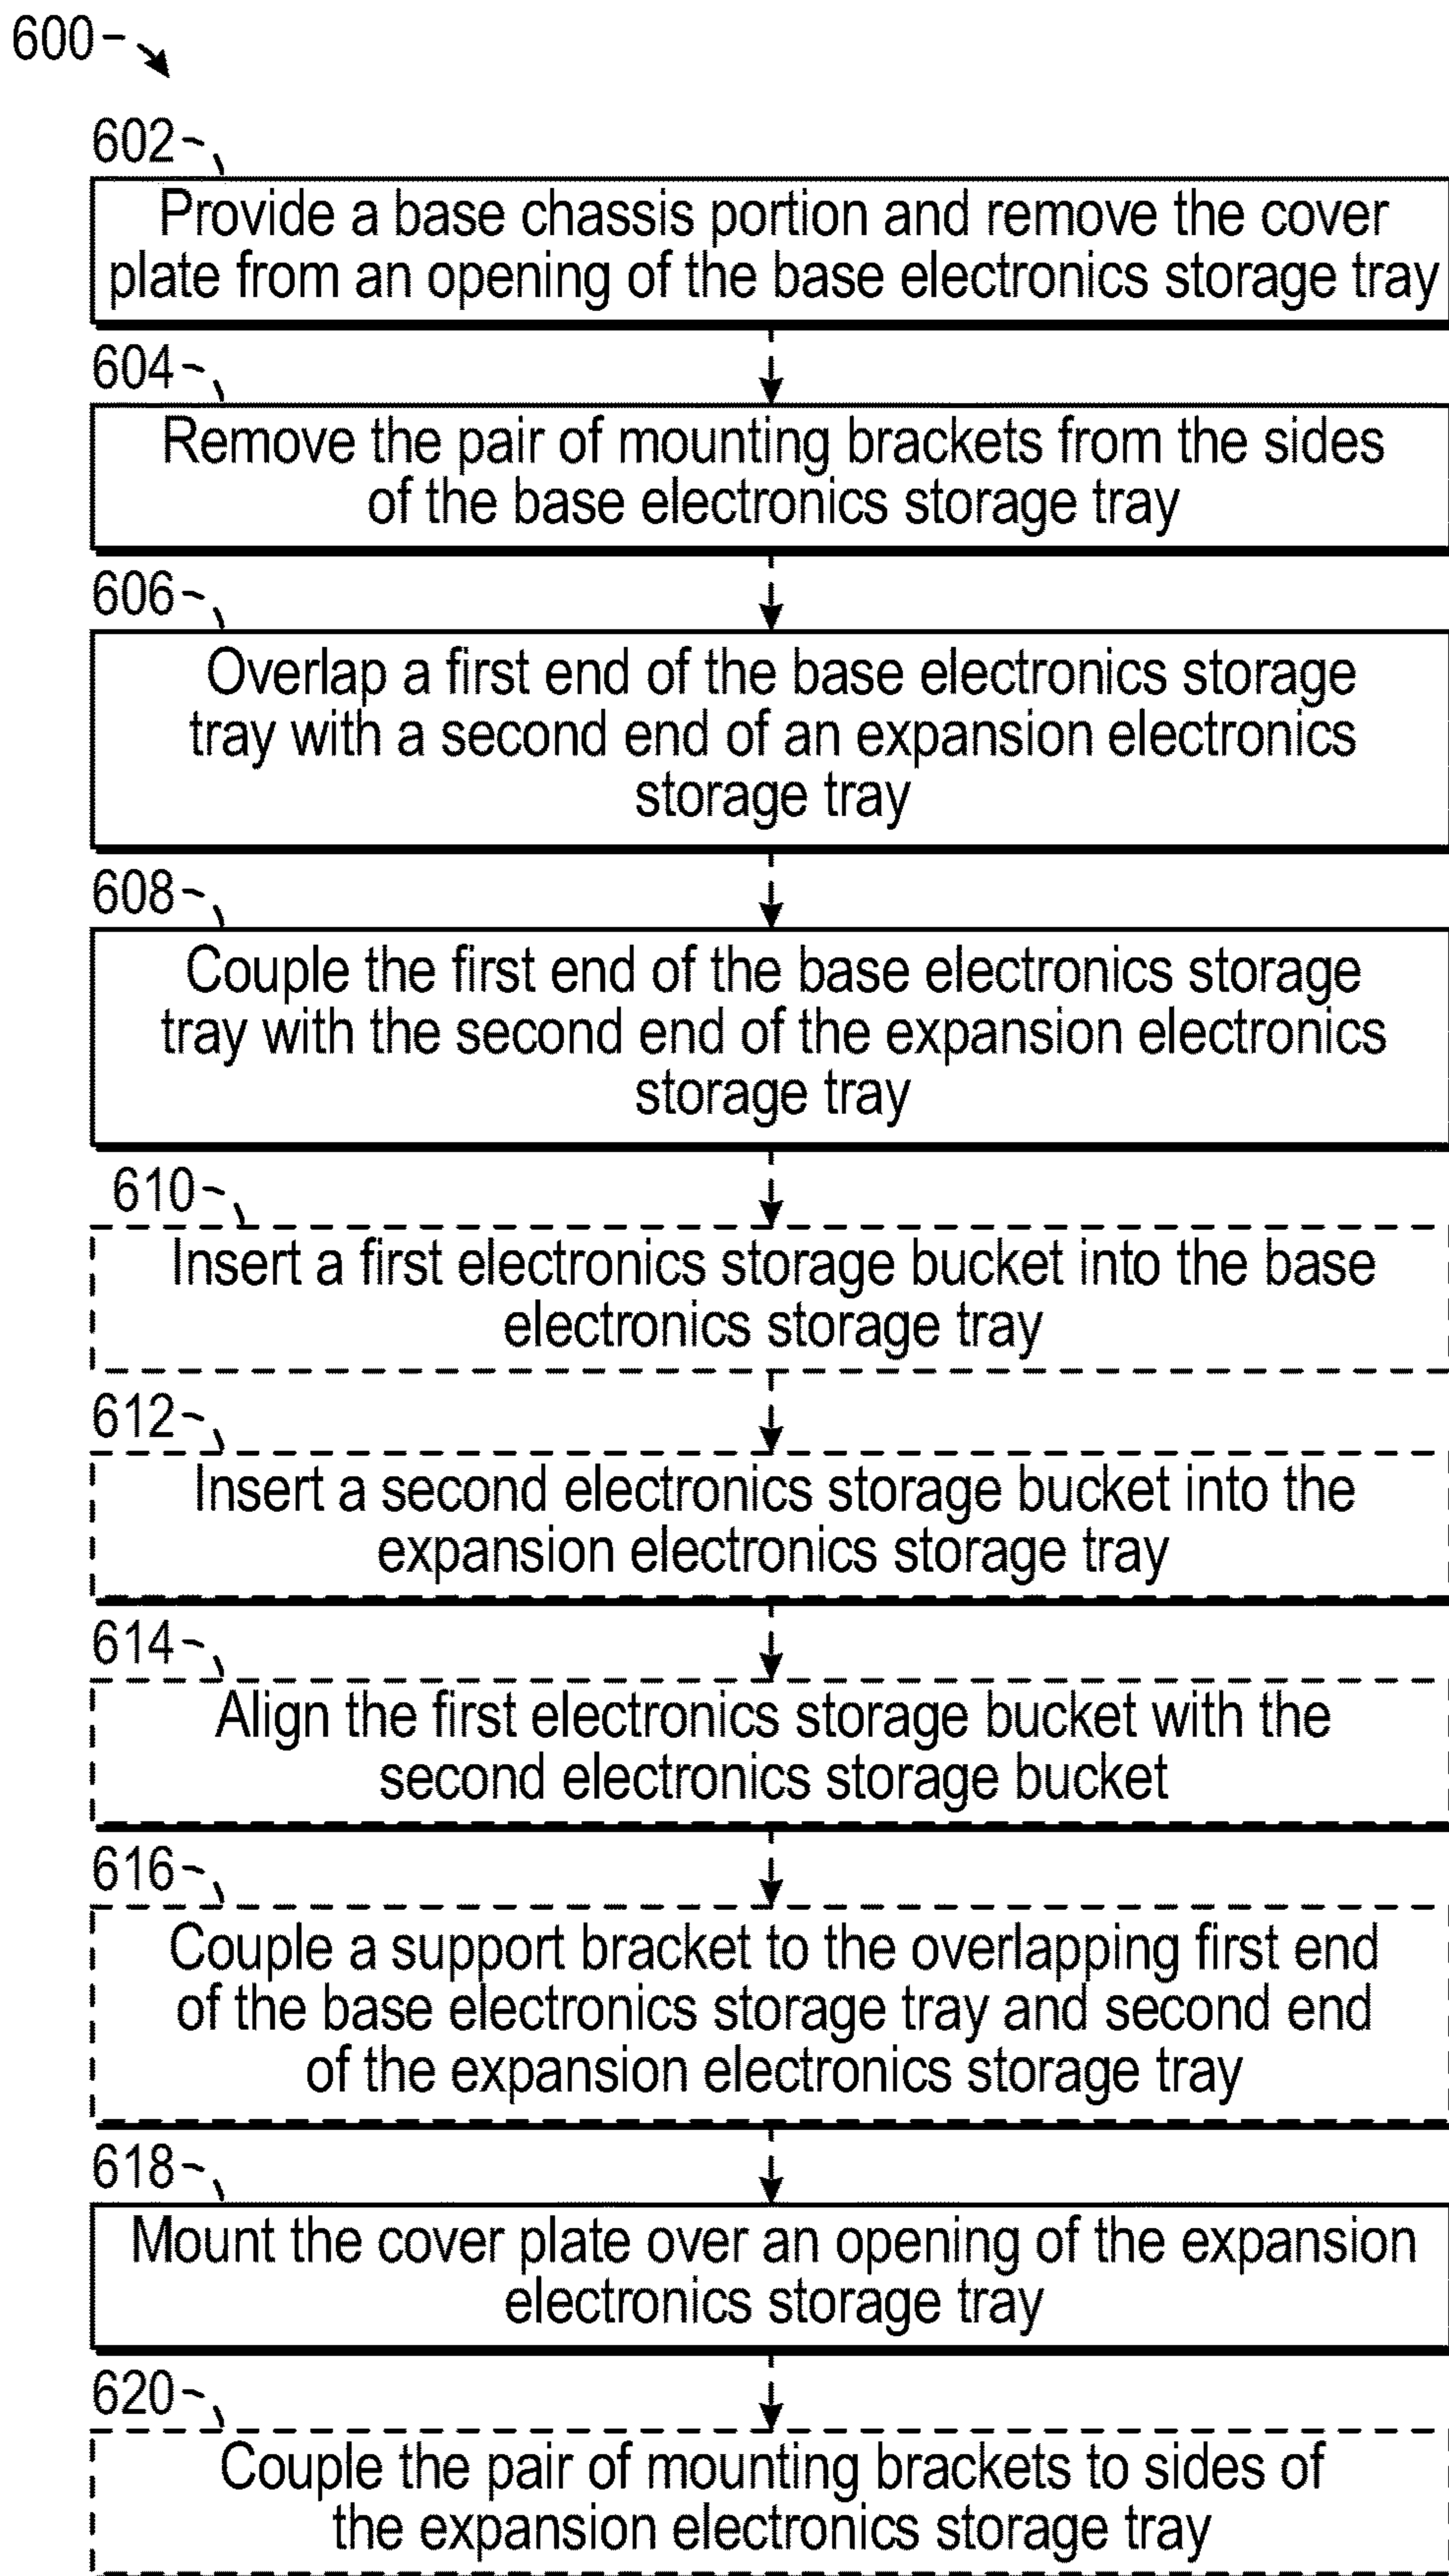 600
602
Provide a base chassis portion and remove the cover
plate from an opening of the base electronics storage tray
604
Remove the pair of mounting brackets from the sides
of the base electronics storage tray
606
Overlap a first end of the base electronics storage
tray with a second end of an expansion electronics
storage tray
608
Couple the first end of the base electronics storage
tray with the second end of the expansion electronics
storage tray
610
Insert a first electronics storage bucket into the base
electronics storage tray
612
Insert a second electronics storage bucket into the
expansion electronics storage tray
614
Align the first electronics storage bucket with the
second electronics storage bucket
616
Couple a support bracket to the overlapping first end
of the base electronics storage tray and second end
of the expansion electronics storage tray
618
Mount the cover plate over an opening of the expansion
electronics storage tray
620
Couple the pair of mounting brackets to sides of
the expansion electronics storage tray